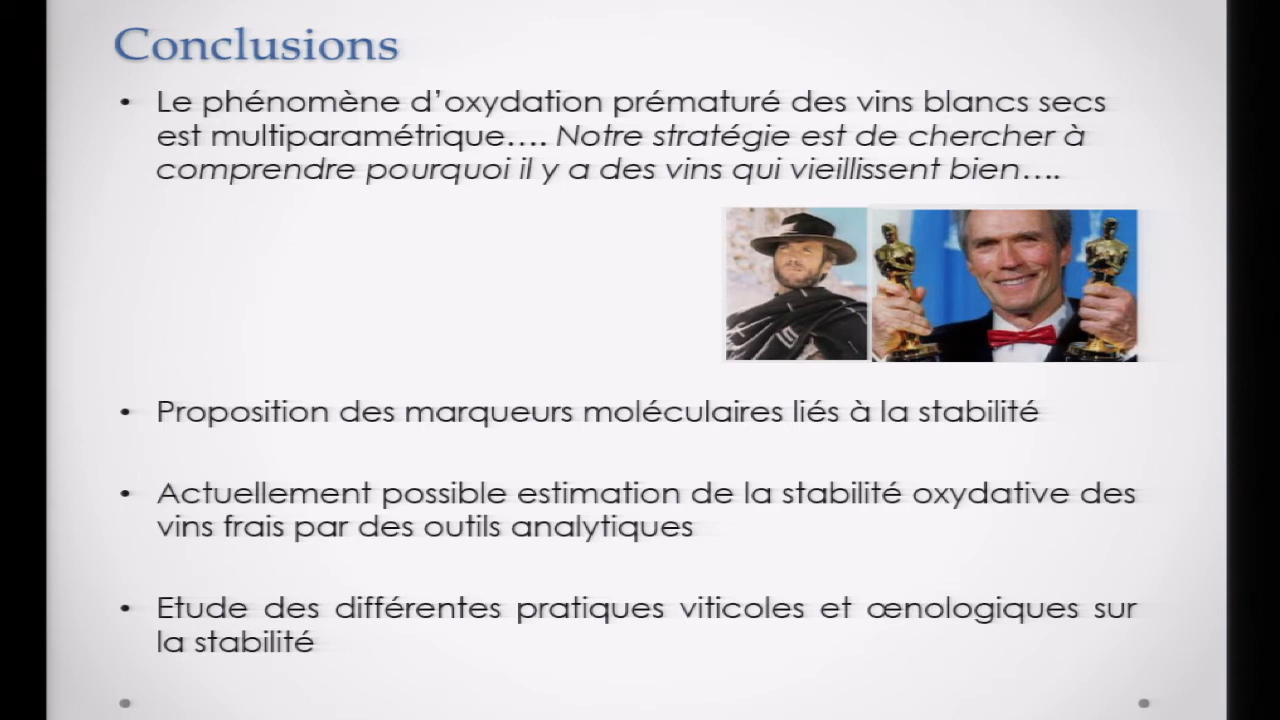 Conclusions
• Le phénomène d’oxydation prématuré des vins blancs secs
est multiparamétrique…. Notre stratégie est de chercher à
comprendre pourquoi il y a des vins qui vieillissent bien….
• Proposition des marqueurs moléculaires liés à la stabilité
• Actuellement possible estimation de la stabilité oxydative des
vins frais par des outils analytiques
• Etude des différentes pratiques viticoles et œnologiques sur
la stabilité